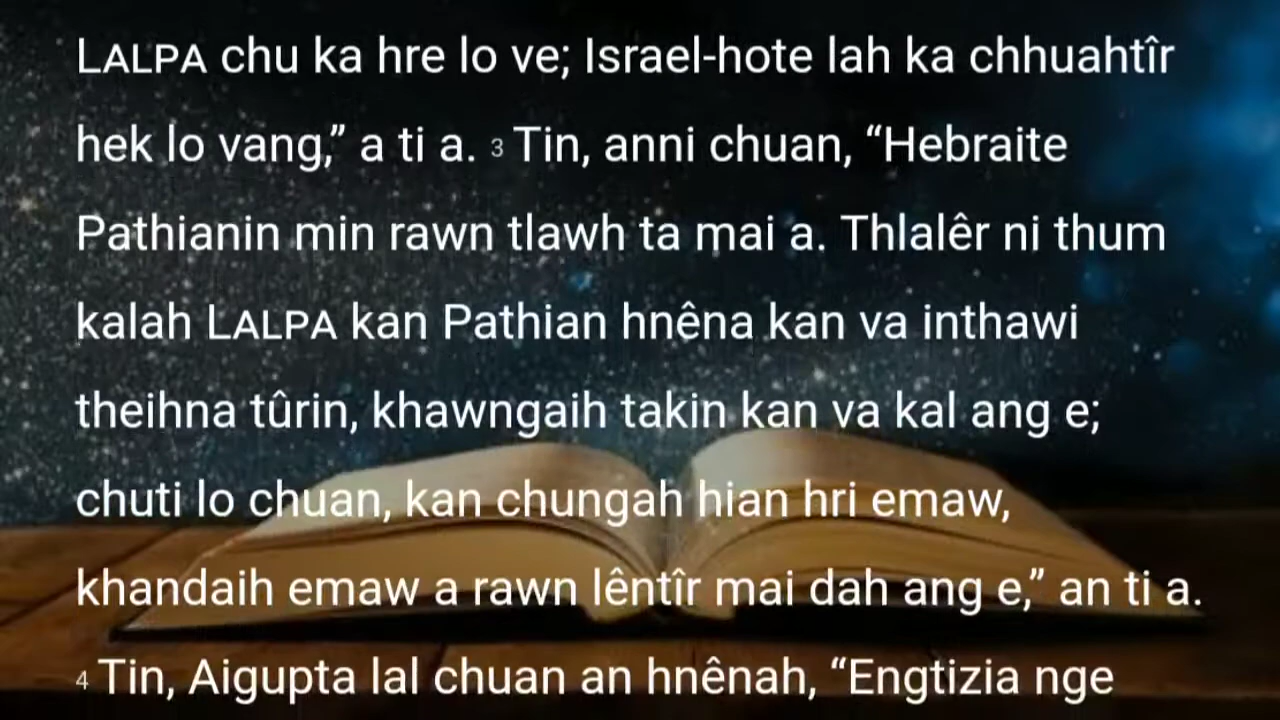 LALPA chu ka hre lo ve; Israel-hote lah ka chhuahtîr
hek lo vang,” a ti a. 3 Tin, anni chuan, “Hebraite
Pathianin min rawn tlawh ta mai a. Thlalêr ni thum
kalah LALPA kan Pathian hnêna kan va inthawi
theihna tûrin, khawngaih takin kan va kal ang e;
chuti lo chuan, kan chungah hian hri emaw,
khandaih emaw a rawn lêntîr mai dah ang e,” an ti a.
4 Tin, Aigupta lal chuan an hnênah, “Engtizia nge